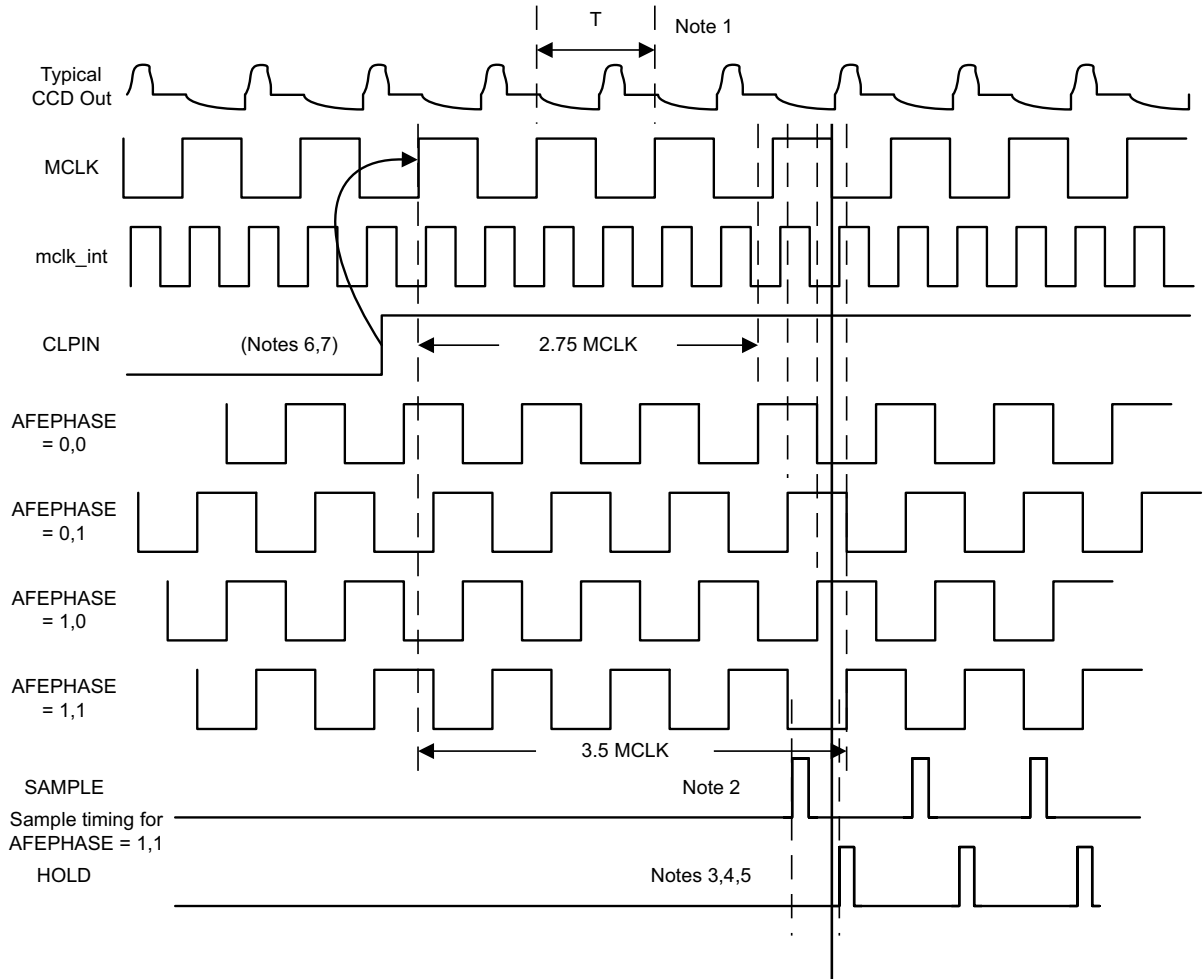 T
Note 1
Typical
CCD Out
MCLK
mclk_int
CLPIN
(Notes 6,7)
2.75 MCLK
AFEPHASE
= 0,0
AFEPHASE
= 0,1
AFEPHASE
= 1,0
AFEPHASE
= 1,1
3.5 MCLK
SAMPLE
Note 2
Sample timing for
AFEPHASE = 1,1
HOLD
Notes 3,4,5